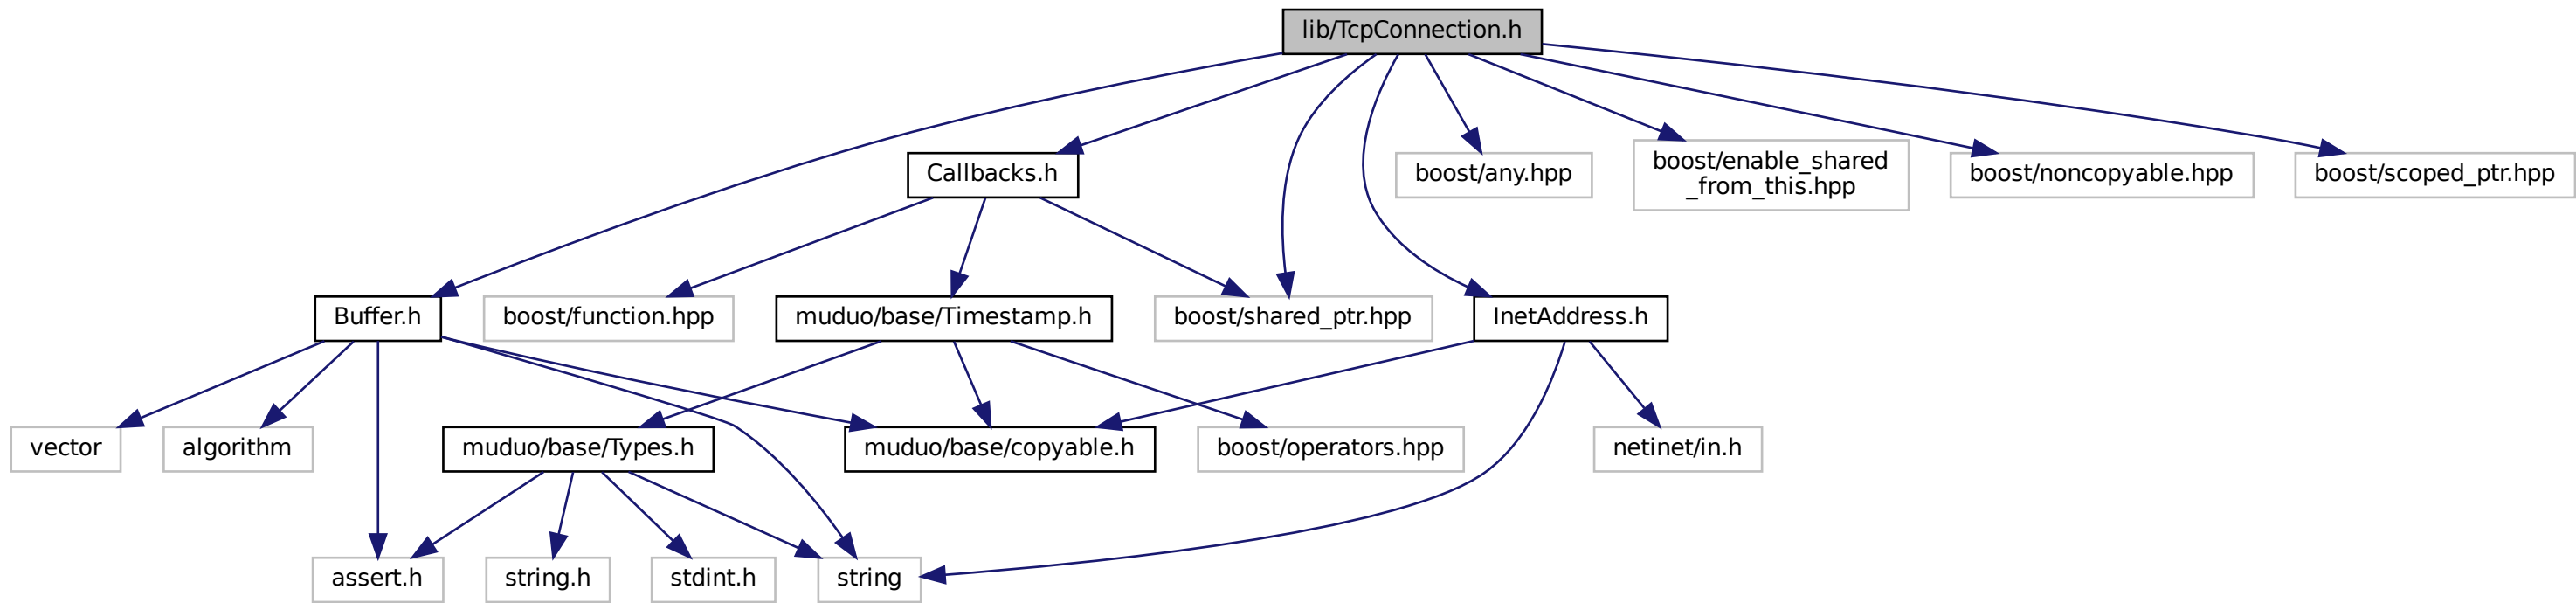 lib/TcpConnection.h
Callbacks.h
boost/any.hpp
boost/enable_shared
_from_this.hpp
boost/noncopyable.hpp
boost/scoped_ptr.hpp
Buffer.h
boost/function.hpp
muduo/base/Timestamp.h
boost/shared_ptr.hpp
InetAddress.h
vector
algorithm
muduo/base/Types.h
muduo/base/copyable.h
boost/operators.hpp
netinet/in.h
assert.h
string.h
stdint.h
string